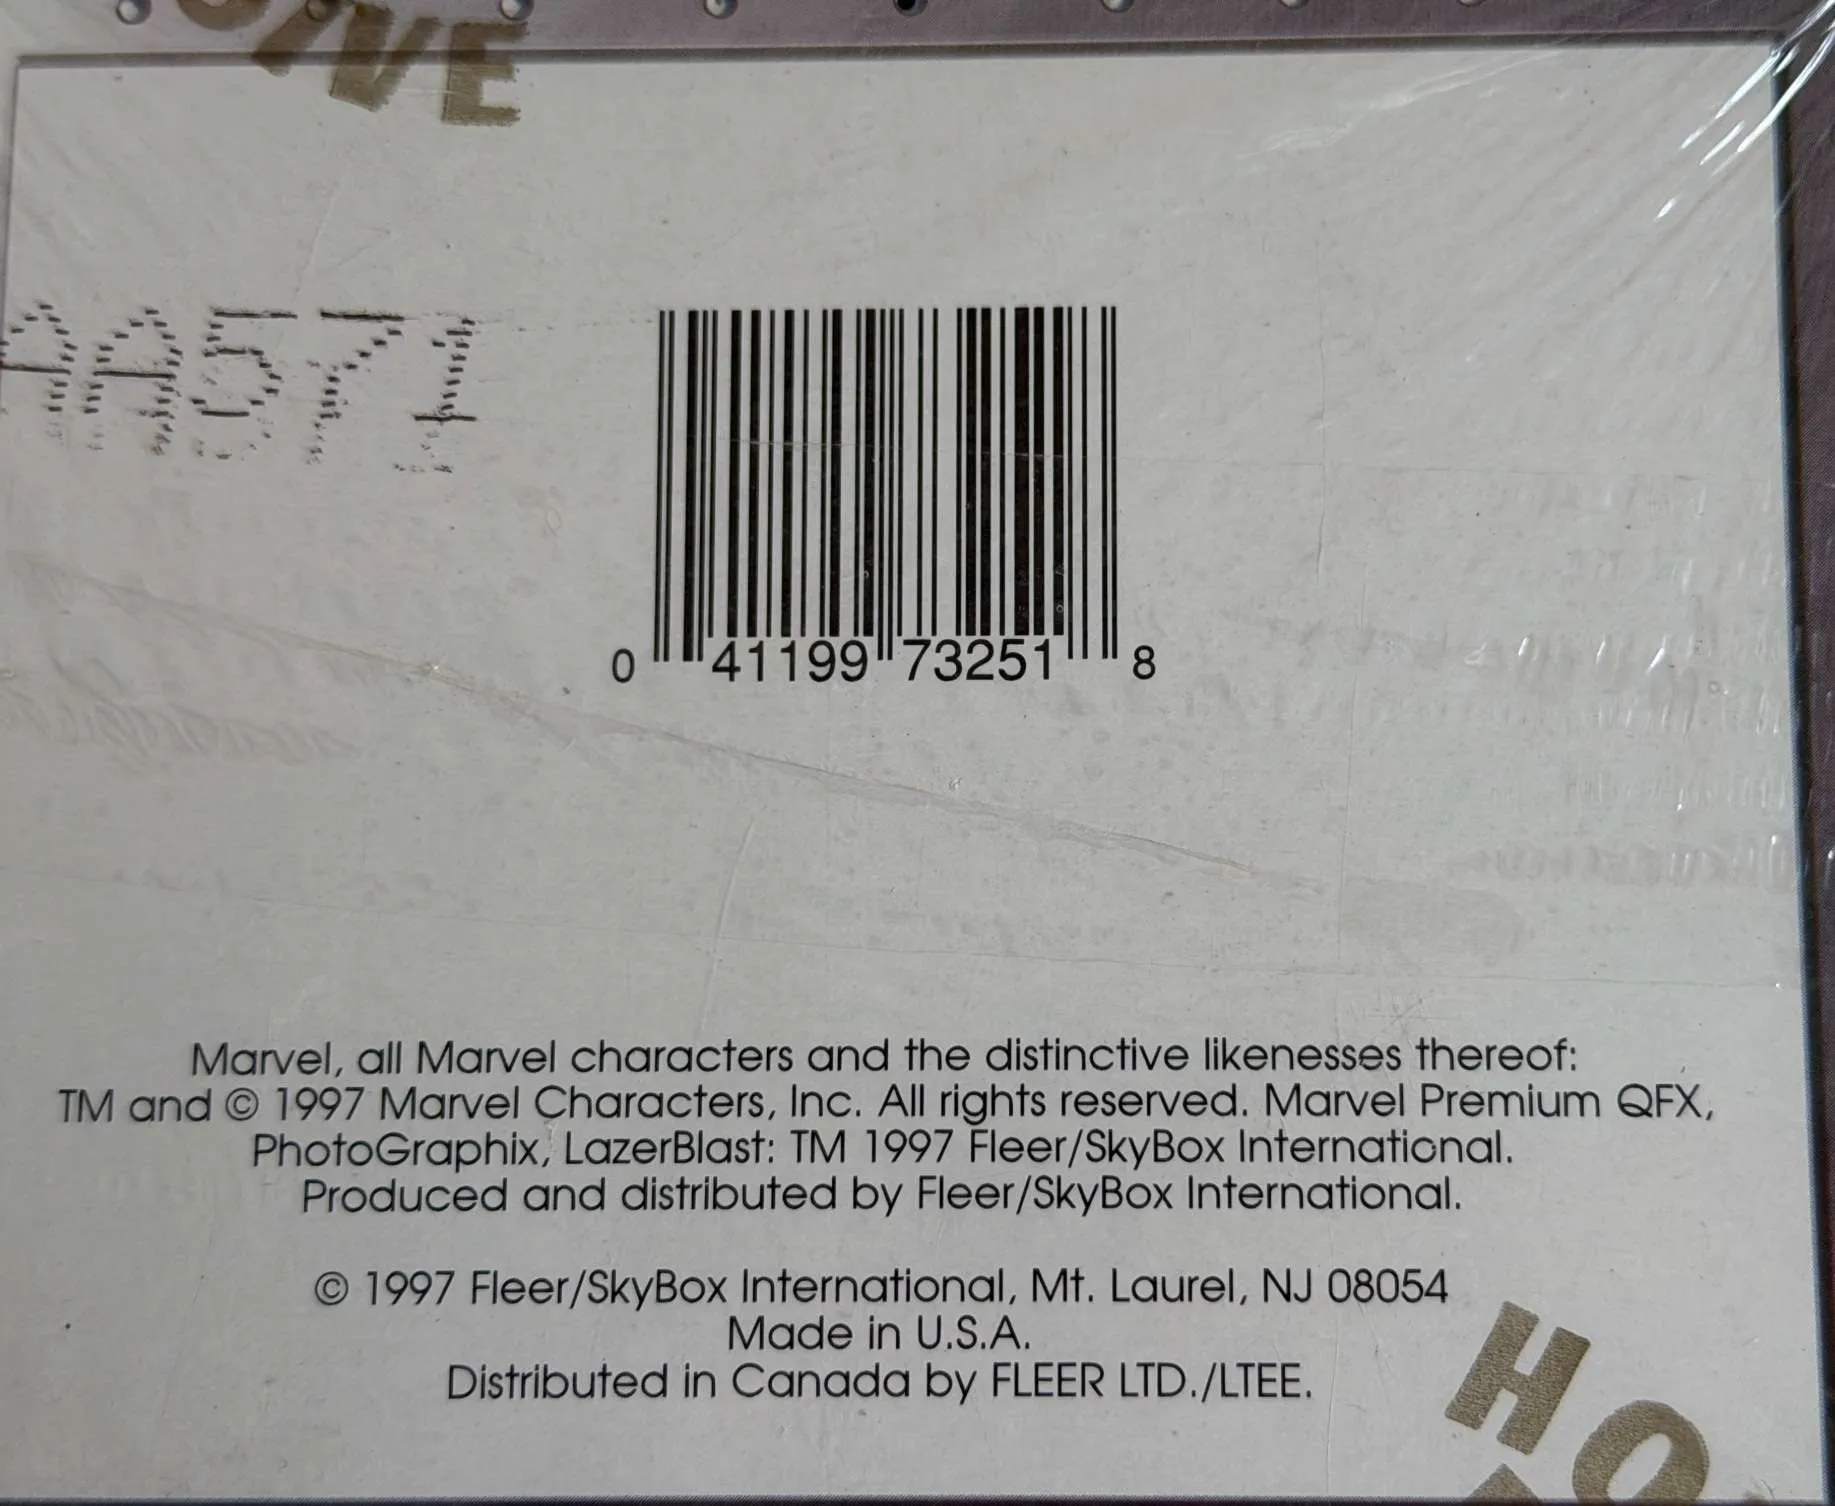 IVE
AA571
0 41199 73251 8
Marvel, all Marvel characters and the distinctive likenesses thereof:
TM and © 1997 Marvel Characters, Inc. All rights reserved. Marvel Premium QFX,
PhotoGraphix, LazerBlast: TM 1997 Fleer/SkyBox International.
Produced and distributed by Fleer/SkyBox International.
© 1997 Fleer/SkyBox International, Mt. Laurel, NJ 08054
Made in U.S.A.
Distributed in Canada by FLEER LTD./LTEE.
HO